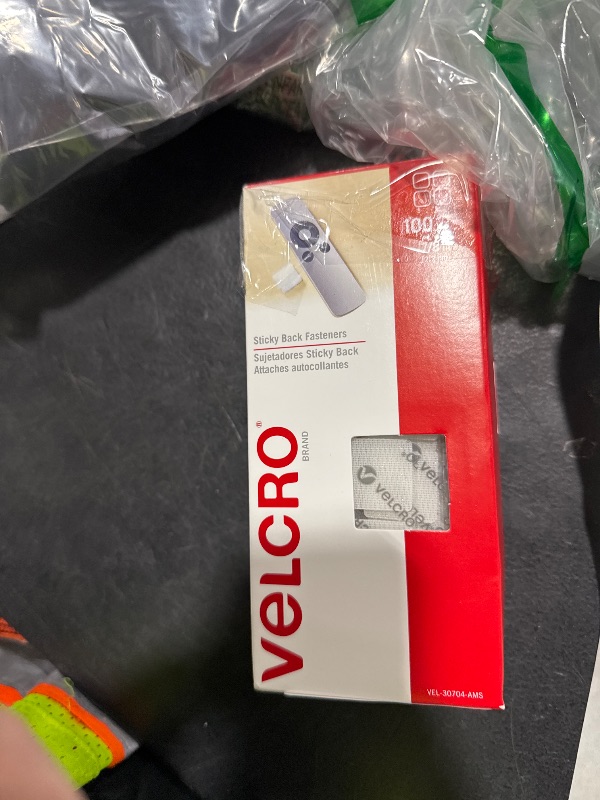 100
Sticky Back Fasteners
Sujetadores Sticky Back
Attaches autocollantes
VELCRO®
BRAND
VELCRO
VEL-30704-AMS